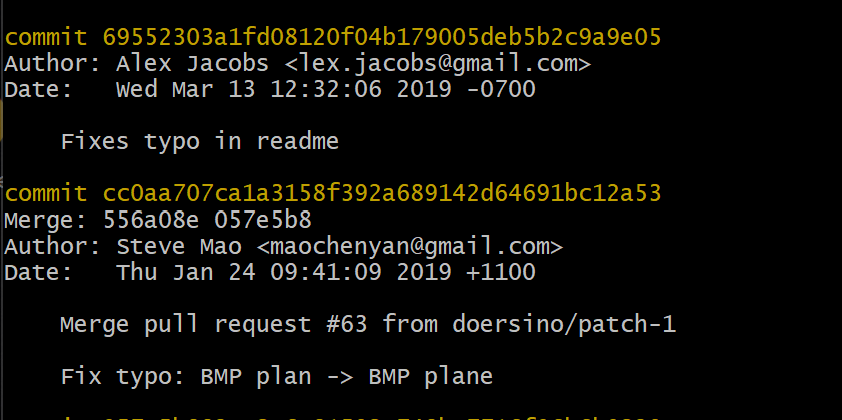 commit 69552303a1fd08120f04b179005deb5b2c9a9e05
Author: Alex Jacobs <lex.jacobs@gmail.com>
Date:   Wed Mar 13 12:32:06 2019 -0700
Fixes typo in readme
commit cc0aa707ca1a3158f392a689142d64691bc12a53
Merge: 556a08e 057e5b8
Author: Steve Mao <maochenyan@gmail.com>
Date:   Thu Jan 24 09:41:09 2019 +1100
Merge pull request #63 from doersino/patch-1
Fix typo: BMP plan -> BMP plane